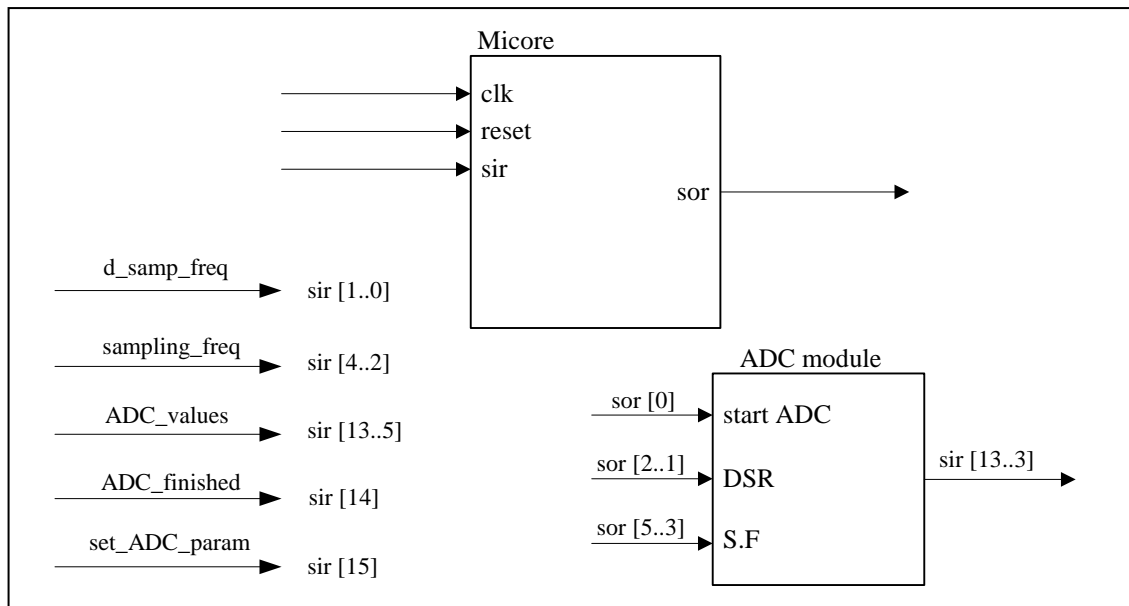 Micore
clk
reset
sir
sor
d_samp_freq
sir [1..0]
sampling_freq
sir [4..2]
ADC_values
sir [13..5]
ADC_finished
sir [14]
set_ADC_param
sir [15]
ADC module
sor [0]
start ADC
sor [2..1]
DSR
sir [13..3]
sor [5..3]
S.F